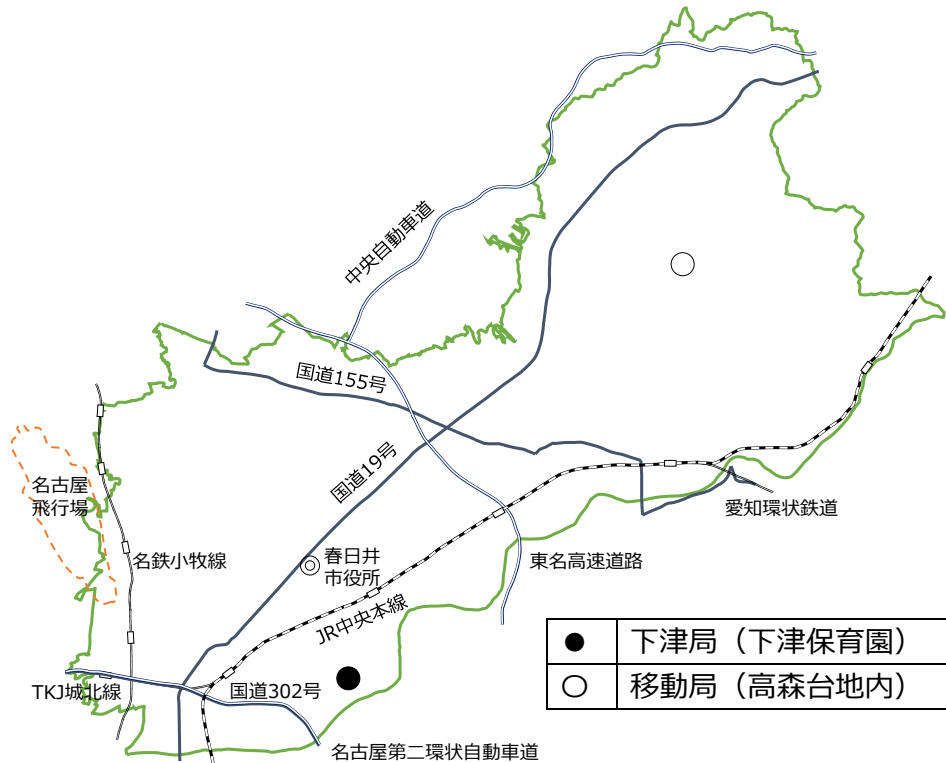 中央自動車道
国道155号
国道19号
名古屋
飛行場
愛知環状鉄道
名鉄小牧線
春日井
市役所
東名高速道路
JR中央本線
TKJ城北線
国道302号
名古屋第二環状自動車道
● 下津局（下津保育園）
○ 移動局（高森台地内）